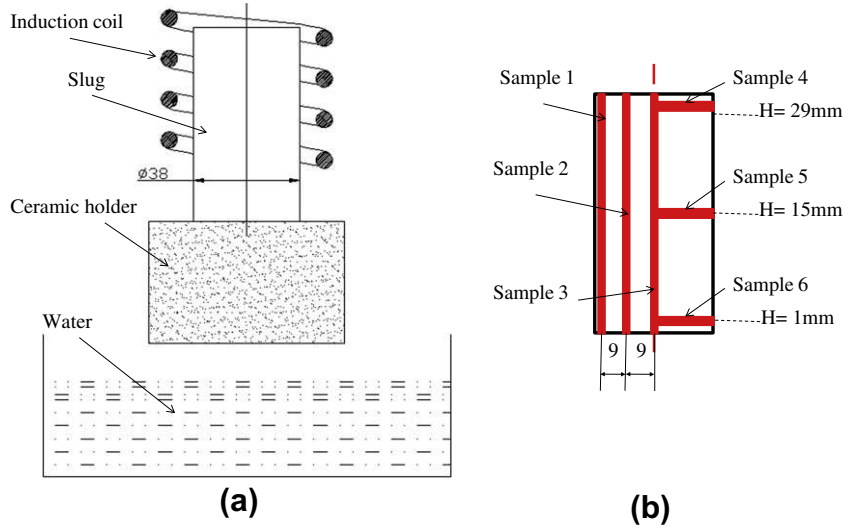 Induction coil
Slug
ø38
Ceramic holder
Water
(a)
Sample 1
Sample 4
H= 29mm
Sample 2
Sample 5
H= 15mm
Sample 3
Sample 6
H= 1mm
9
9
(b)